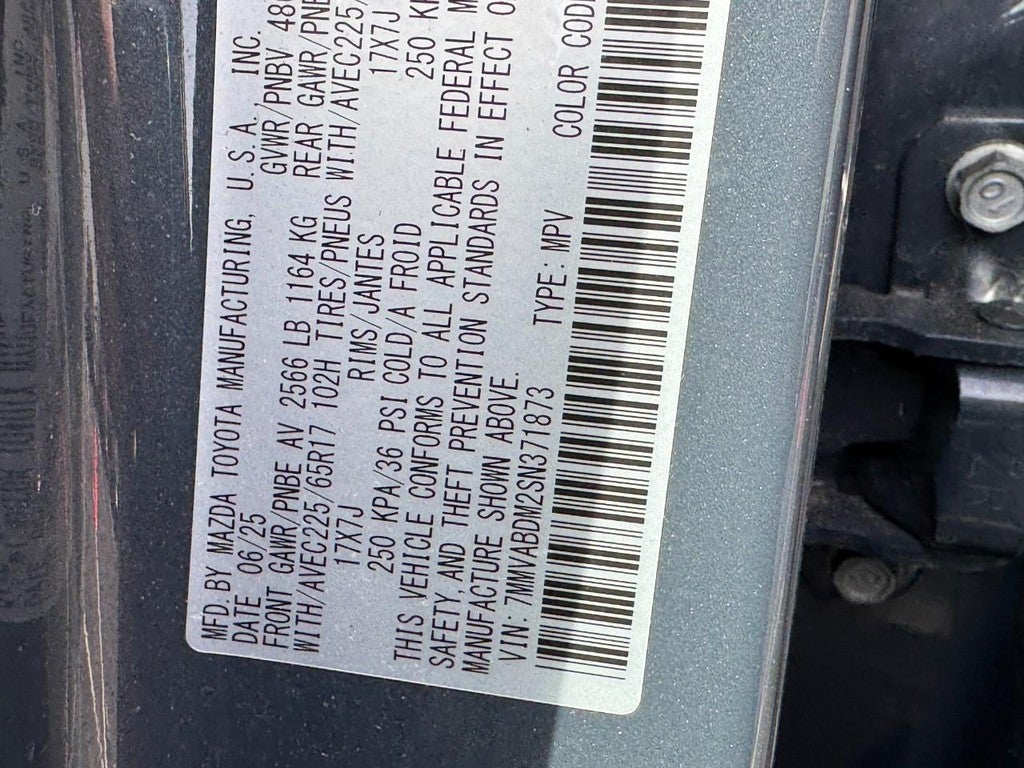 MFD.BY MAZDA TOYOTA MANUFACTURING, U.S.A, INC.
DATE 06/25 GVWR/PNBV
FRONT GAWR/PNBE AV 2566 LB 1164 KG REAR GAWR/PNBE
WITH/AVEC225/65R17 102H TIRES/PNEUS WITH/AVEC225/
17X7J RIMS/JANTES 17X7J
250 KPA/36 PSI COLD/A FROID 250
THIS VEHICLE CONFORMS TO ALL APPLICABLE FEDERAL
SAFETY,AND THEFT PREVENTION STANDARDS IN EFFECT
MANUFACTURE SHOWN ABOVE.
VIN: 7MMVABDM2SN371873 TYPE: MPV COLOR